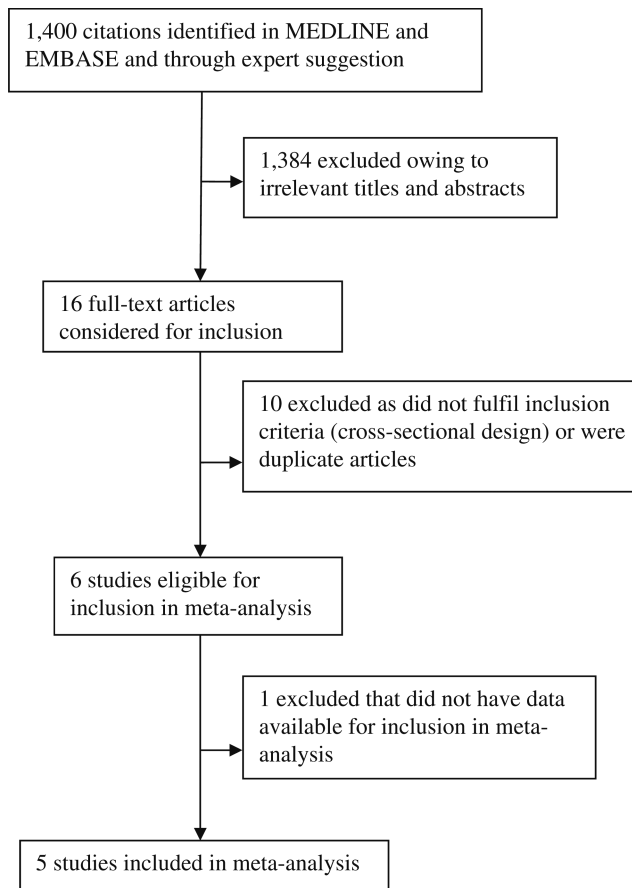 1,400 citations identified in MEDLINE and
EMBASE and through expert suggestion
1,384 excluded owing to
irrelevant titles and abstracts
16 full-text articles
considered for inclusion
10 excluded as did not fulfil inclusion
criteria (cross-sectional design) or were
duplicate articles
6 studies eligible for
inclusion in meta-analysis
1 excluded that did not have data
available for inclusion in meta-
analysis
5 studies included in meta-analysis